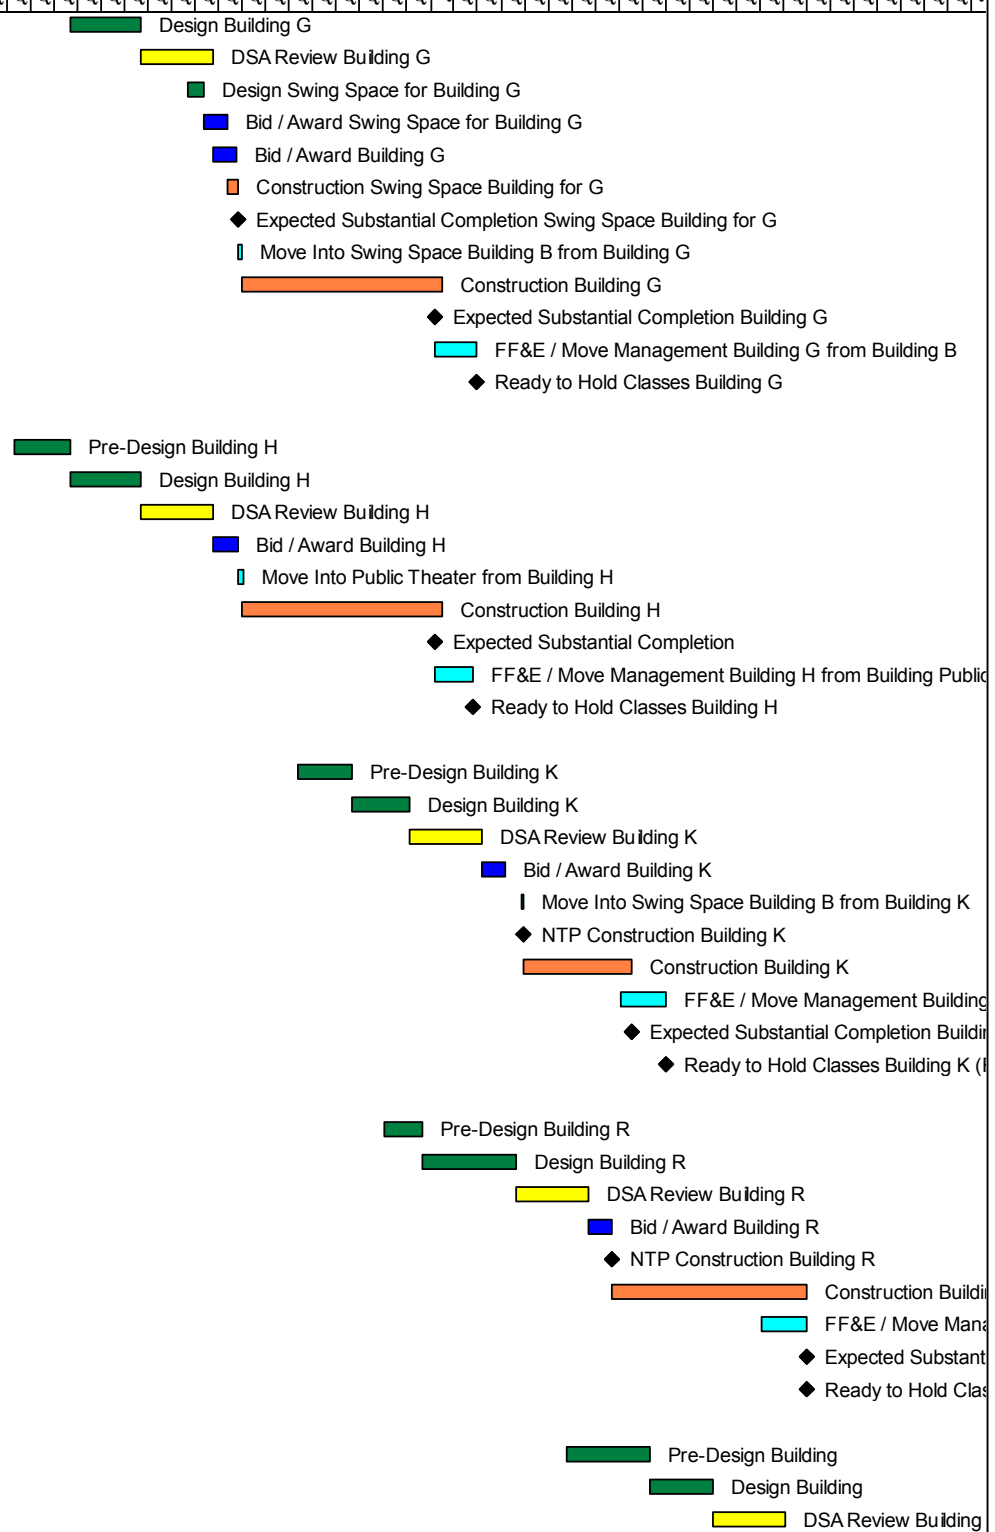 Design Building G
DSA Review Building G
Design Swing Space for Building G
Bid / Award Swing Space for Building G
Bid / Award Building G
Construction Swing Space Building for G
Expected Substantial Completion Swing Space Building for G
Move Into Swing Space Building B from Building G
Construction Building G
Expected Substantial Completion Building G
FF&E / Move Management Building G from Building B
Ready to Hold Classes Building G
Pre-Design Building H
Design Building H
DSA Review Building H
Bid / Award Building H
Move Into Public Theater from Building H
Construction Building H
Expected Substantial Completion
FF&E / Move Management Building H from Building Public
Ready to Hold Classes Building H
Pre-Design Building K
Design Building K
DSA Review Building K
Bid / Award Building K
Move Into Swing Space Building B from Building K
NTP Construction Building K
Construction Building K
FF&E / Move Management Building
Expected Substantial Completion
Ready to Hold Classes Building K
Pre-Design Building R
Design Building R
DSA Review Building R
Bid / Award Building R
NTP Construction Building R
Construction
FF&E / Move
Expected
Ready to Hold
Pre-Design Building
Design Building
DSA Review Building